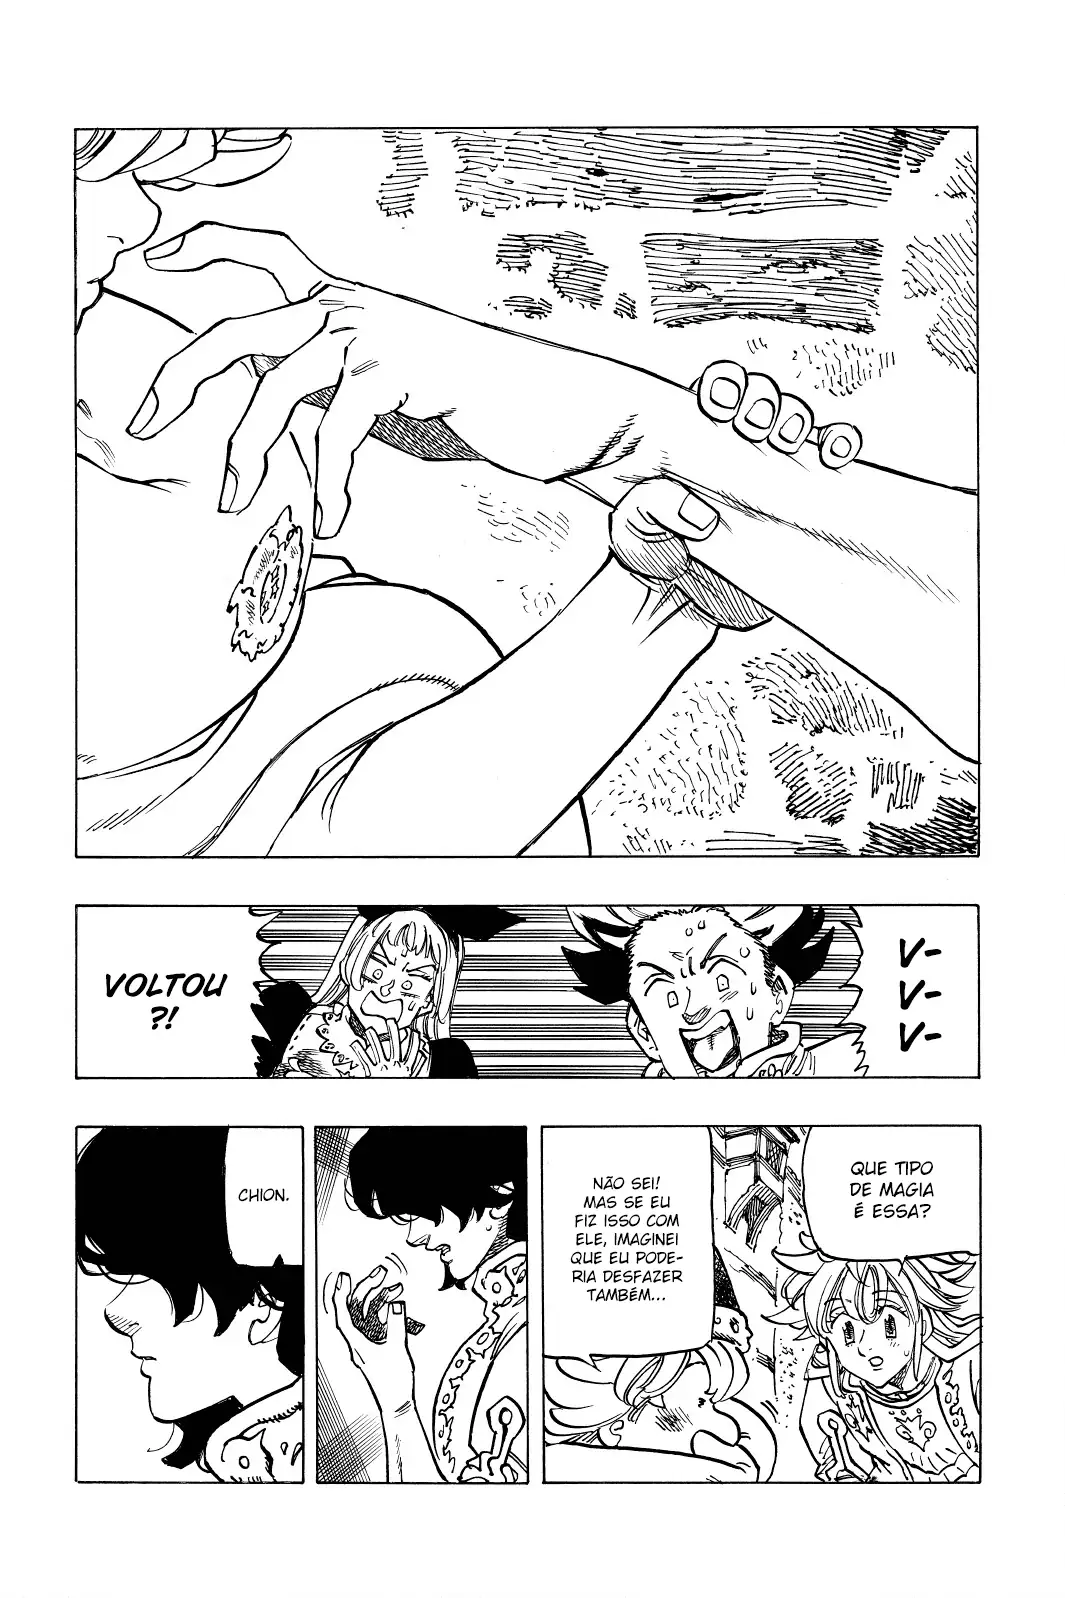 V-
V-
V-
VOLTOU
?!
QUE TIPO
DE MAGIA
É ESSA?
NÃO SEI!
MAS SE EU
FIZ ISSO COM
ELE, IMAGINEI
QUE EU PODE-
RIA DESFAZER
TAMBÉM...
CHION.